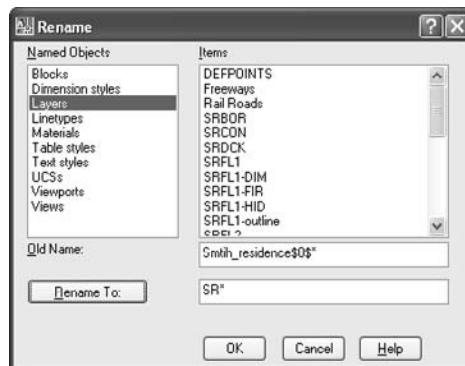 Rename
Named Objects
Blocks
Dimension styles
Layers
Linetypes
Materials
Table styles
Text styles
UCSs
Viewports
Views
Items
DEFPOINTS
Freeways
Rail Roads
SRBOR
SRCON
SRDCK
SRFL1
SRFL1-DIM
SRFL1-FIR
SRFL1-HID
SRFL1-outline
SRFL2
Old Name:
Smtih_residence$0$*
Rename To:
SR*
OK
Cancel
Help